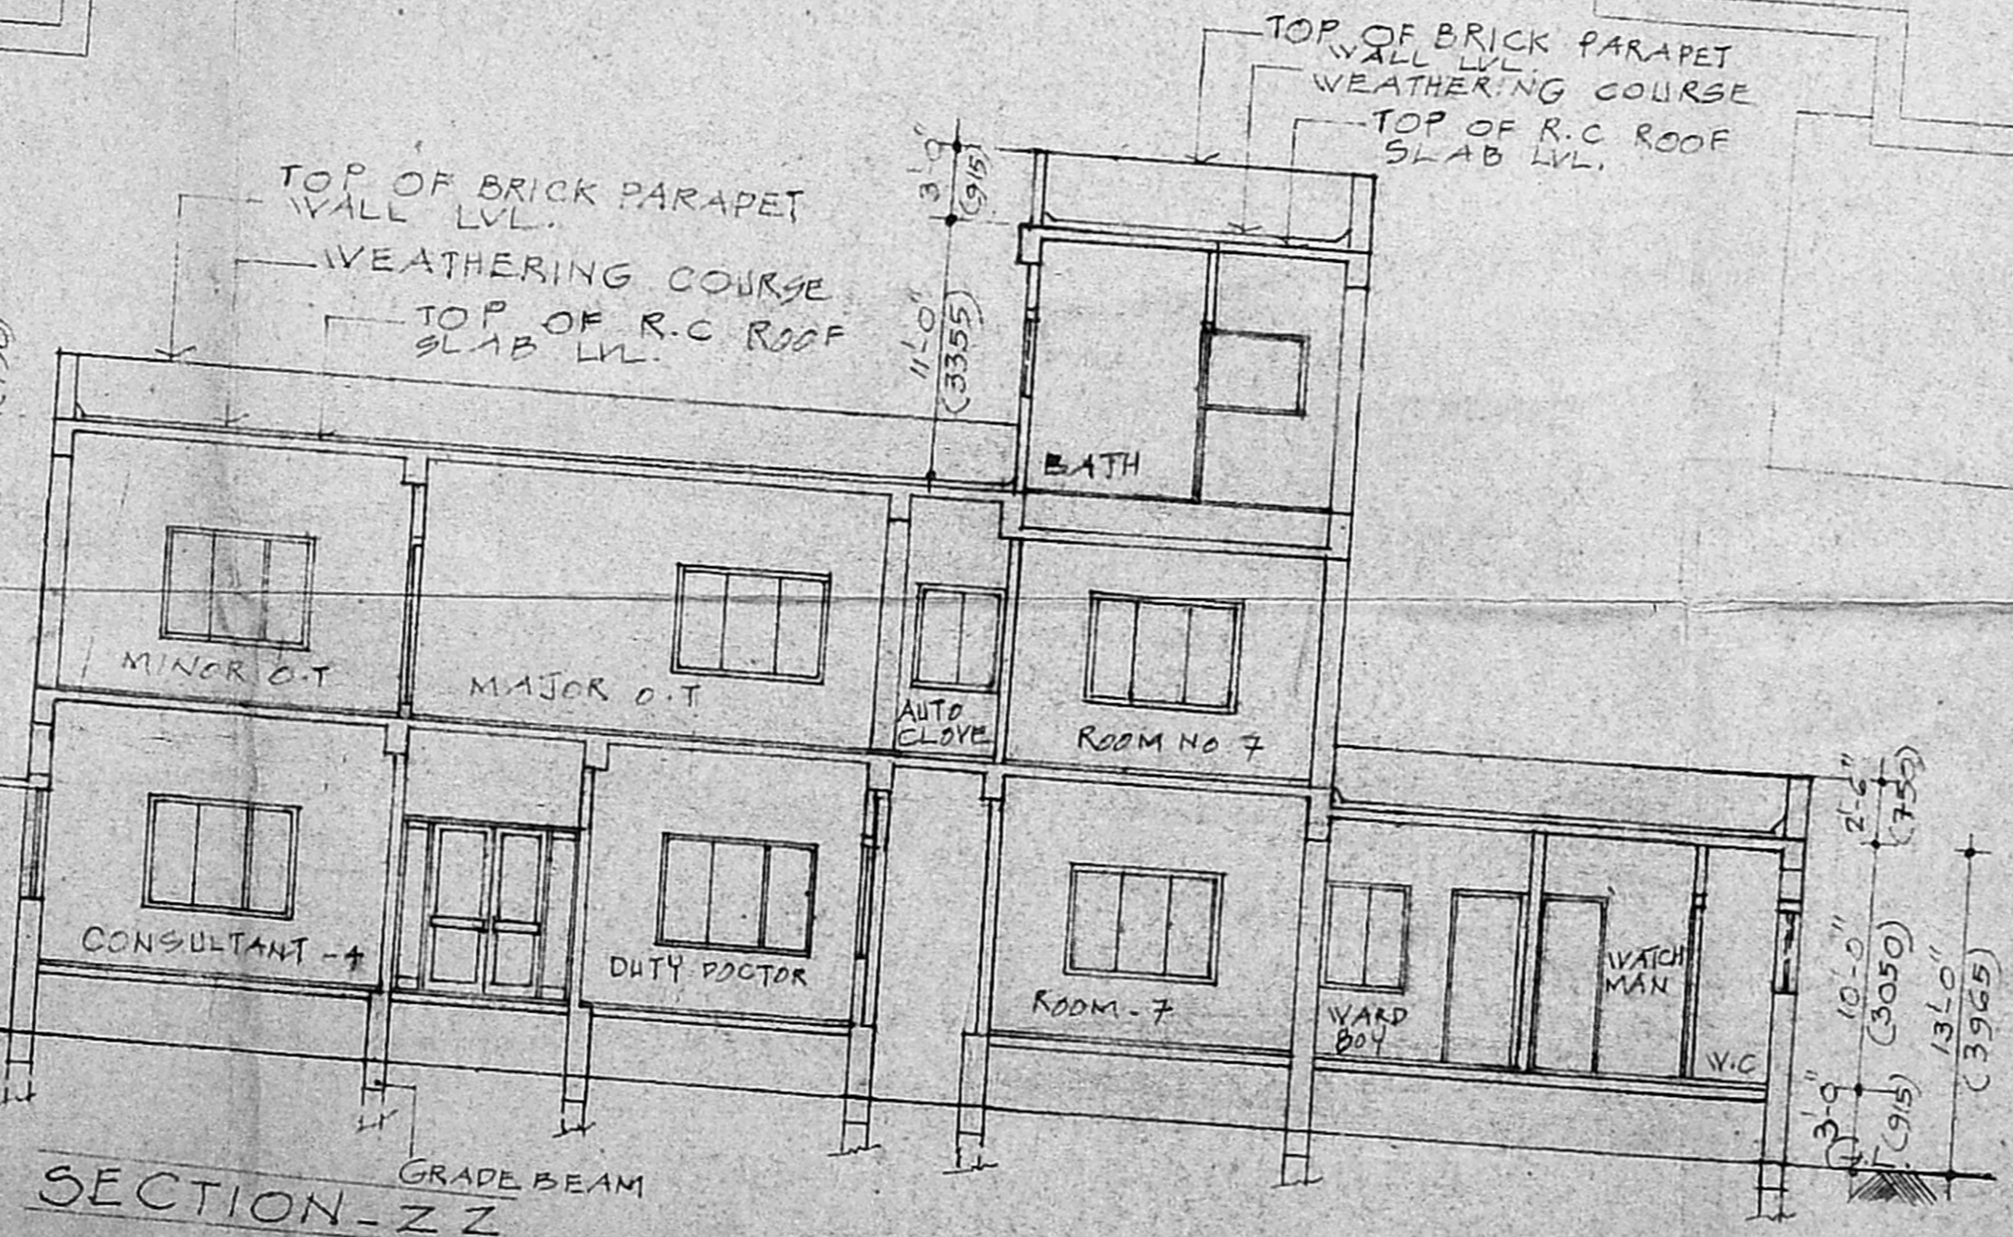 TOP OF BRICK PARAPET
WALL LVL.
WEATHERING COURSE
TOP OF R.C ROOF
SLAB LVL.
TOP OF BRICK PARAPET
WALL LVL.
WEATHERING COURSE
TOP OF R.C ROOF
SLAB LVL.
3'-0"
(915)
11'-0"
(3355)
BATH
MINOR O.T
MAJOR O.T
AUTO
CLOVE
ROOM NO 7
2'-6"
(750)
CONSULTANT-4
DUTY DOCTOR
ROOM-7
WARD
BOY
WATCH
MAN
W.C
10'-0"
(3050)
13'-0"
(3965)
3'-0"
(915)
GRADE BEAM
SECTION-ZZ